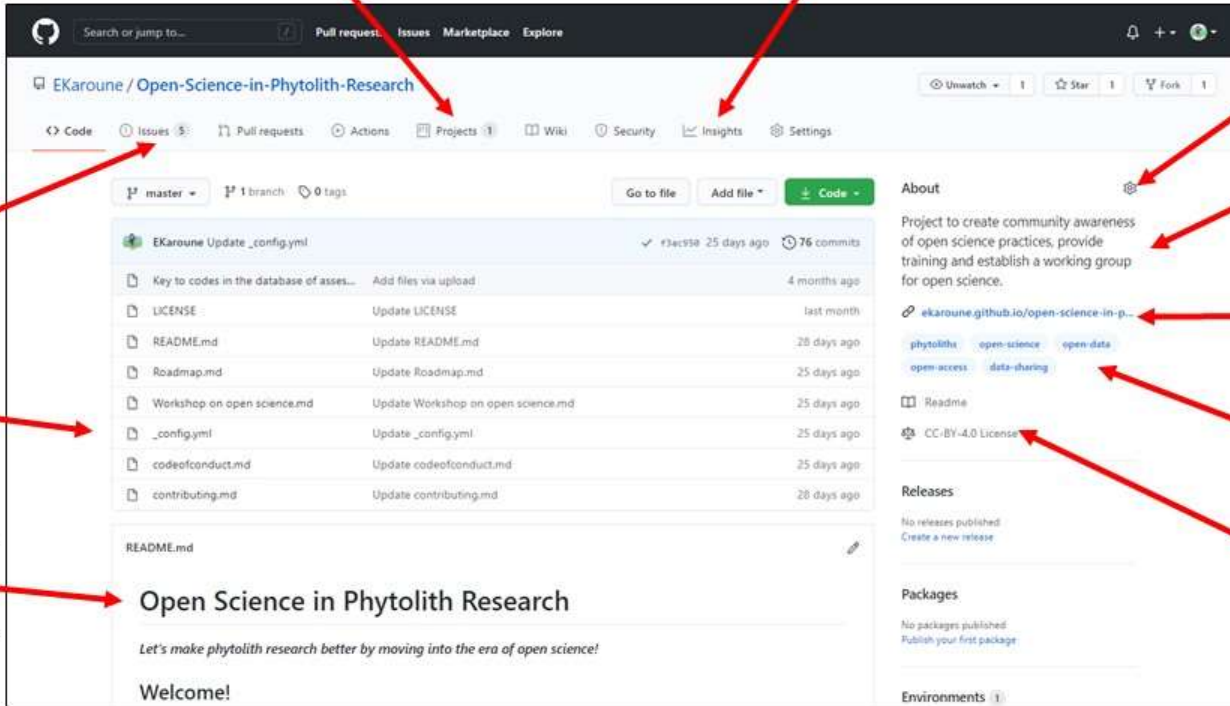 Search or jump to... /
Pull requests Issues Marketplace Explore
EKaroune / Open-Science-in-Phytolith-Research
Unwatch 1 Star 1 Fork 1
Code Issues 5 Pull requests Actions Projects 1 Wiki Security Insights Settings
master 1 branch 0 tags Go to file Add file Code
EKaroune Update _config.yml f3ac950 25 days ago 76 commits
Key to codes in the database of asses... Add files via upload 4 months ago
LICENSE Update LICENSE last month
README.md Update README.md 28 days ago
Roadmap.md Update Roadmap.md 25 days ago
Workshop on open science.md Update Workshop on open science.md 25 days ago
_config.yml Update _config.yml 25 days ago
codeofconduct.md Update codeofconduct.md 25 days ago
contributing.md Update contributing.md 28 days ago
README.md
Open Science in Phytolith Research
Let's make phytolith research better by moving into the era of open science!
Welcome!
About
Project to create community awareness
of open science practices, provide
training and establish a working group
for open science.
ekaroune.github.io/open-science-in-p...
phytoliths open-science open-data
open-access data-sharing
Readme
CC-BY-4.0 License
Releases
No releases published
Create a new release
Packages
No packages published
Publish your first package
Environments 1